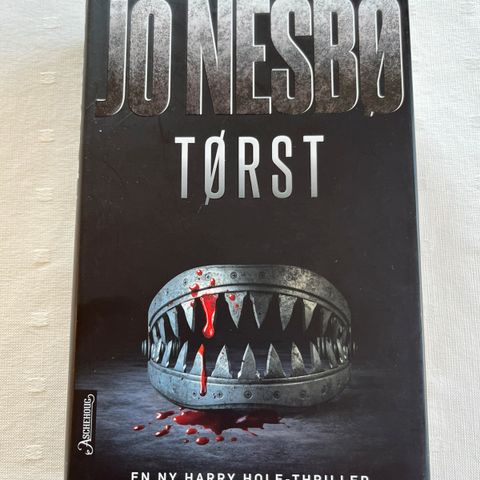 JO NESBØ
TØRST
ASCHEHOUG
EN NY HARRY HOLE-THRILLER